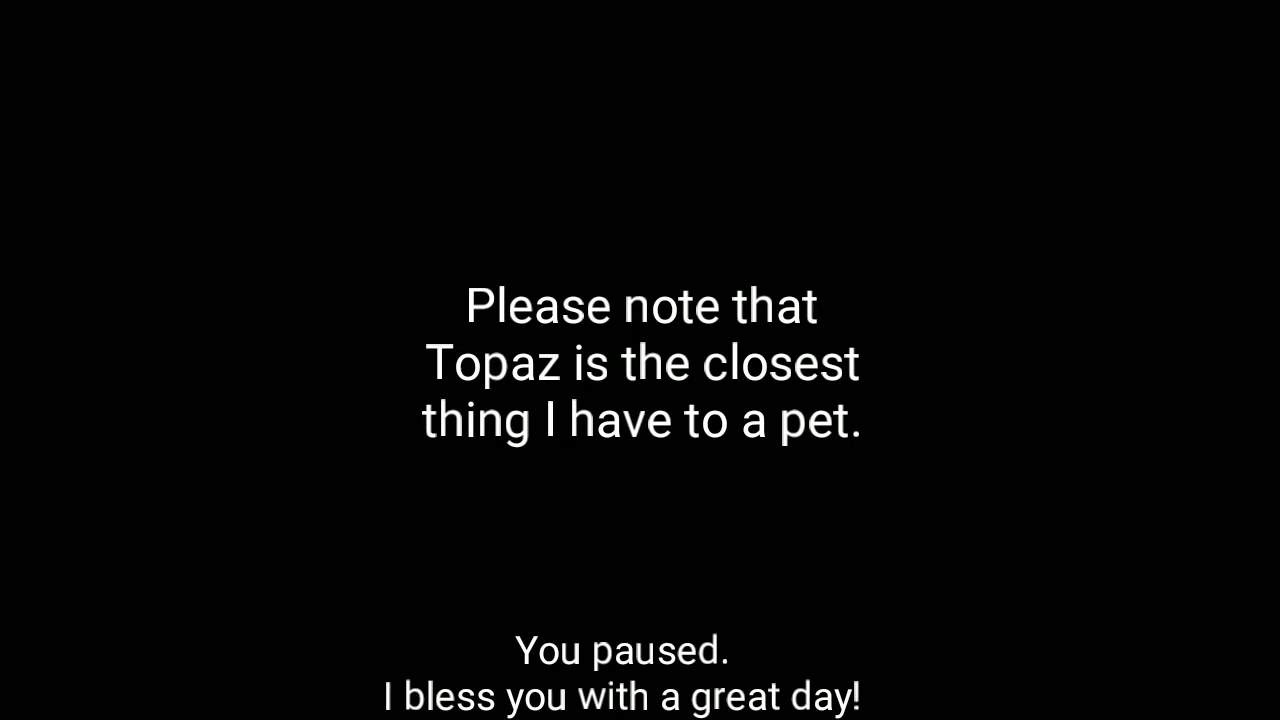 Please note that
Topaz is the closest
thing I have to a pet.
You paused.
I bless you with a great day!